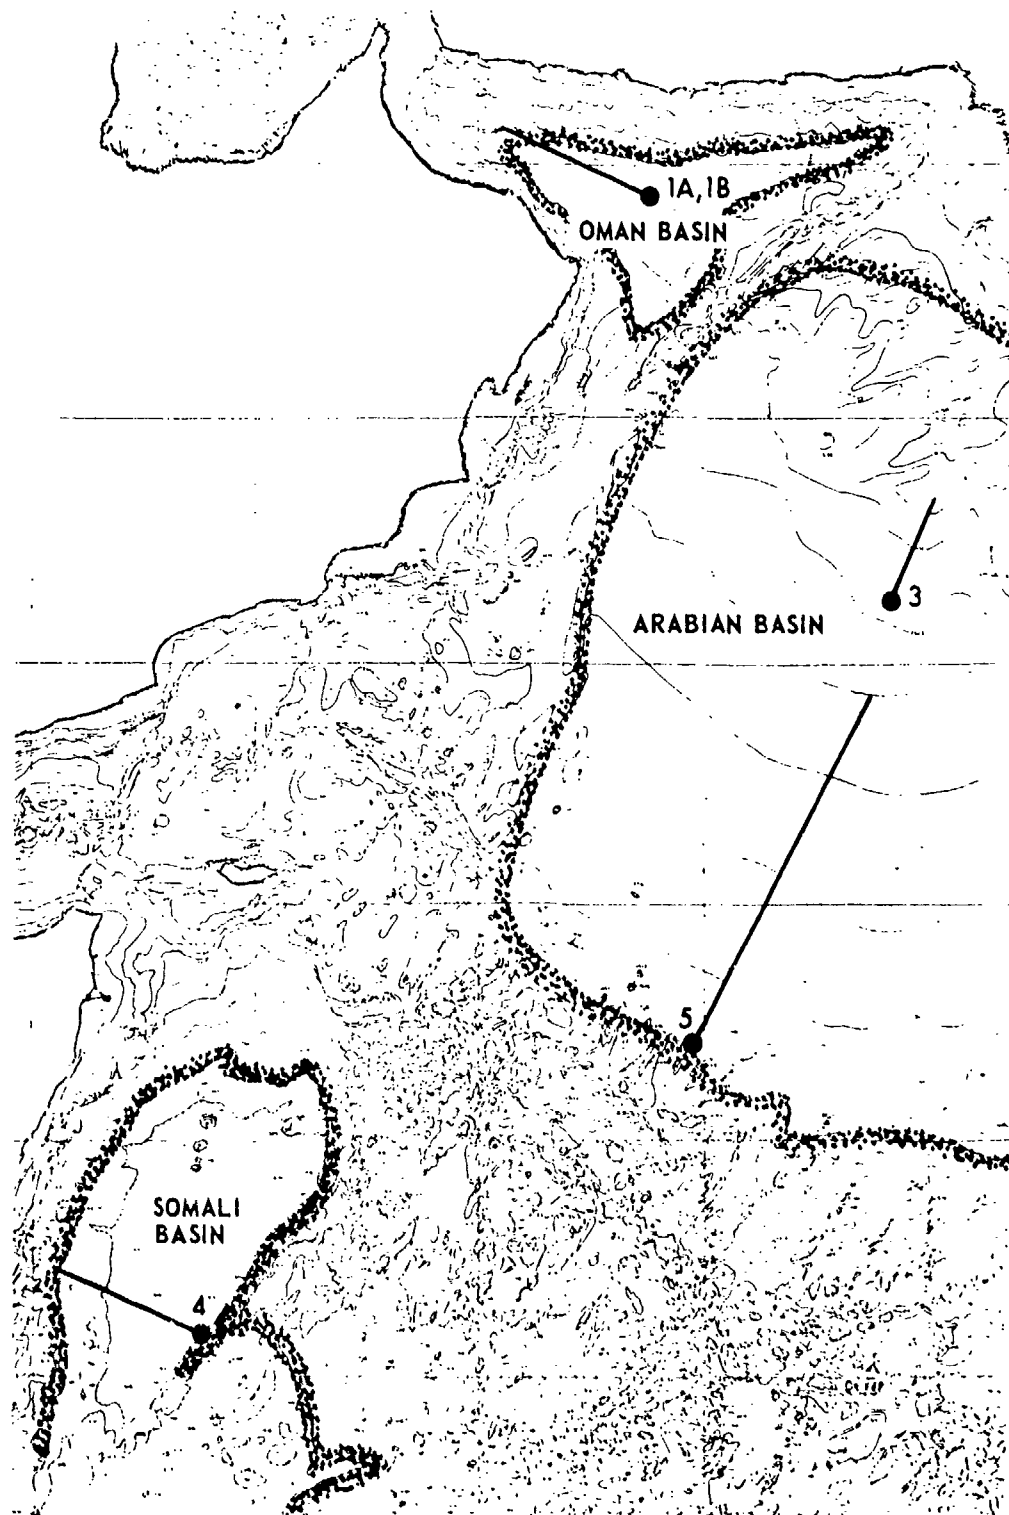 1A, 1B
OMAN BASIN
3
ARABIAN BASIN
5
SOMALI
BASIN
4